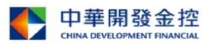 中華開發金控
CHINA DEVELOPMENT FINANCIAL